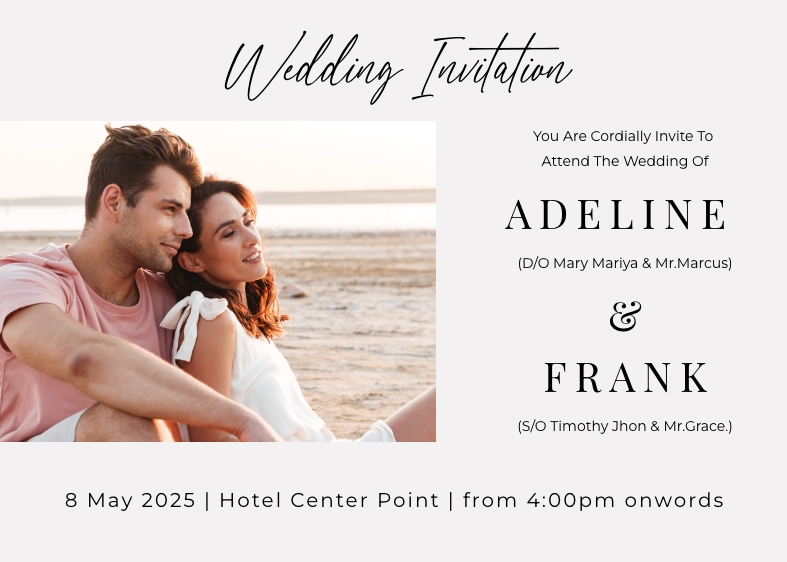 Wedding Invitation
You Are Cordially Invite To
Attend The Wedding Of
ADELINE
(D/O Mary Mariya & Mr.Marcus)
&
FRANK
(S/O Timothy Jhon & Mr.Grace.)
8 May 2025 | Hotel Center Point | from 4:00pm onwords